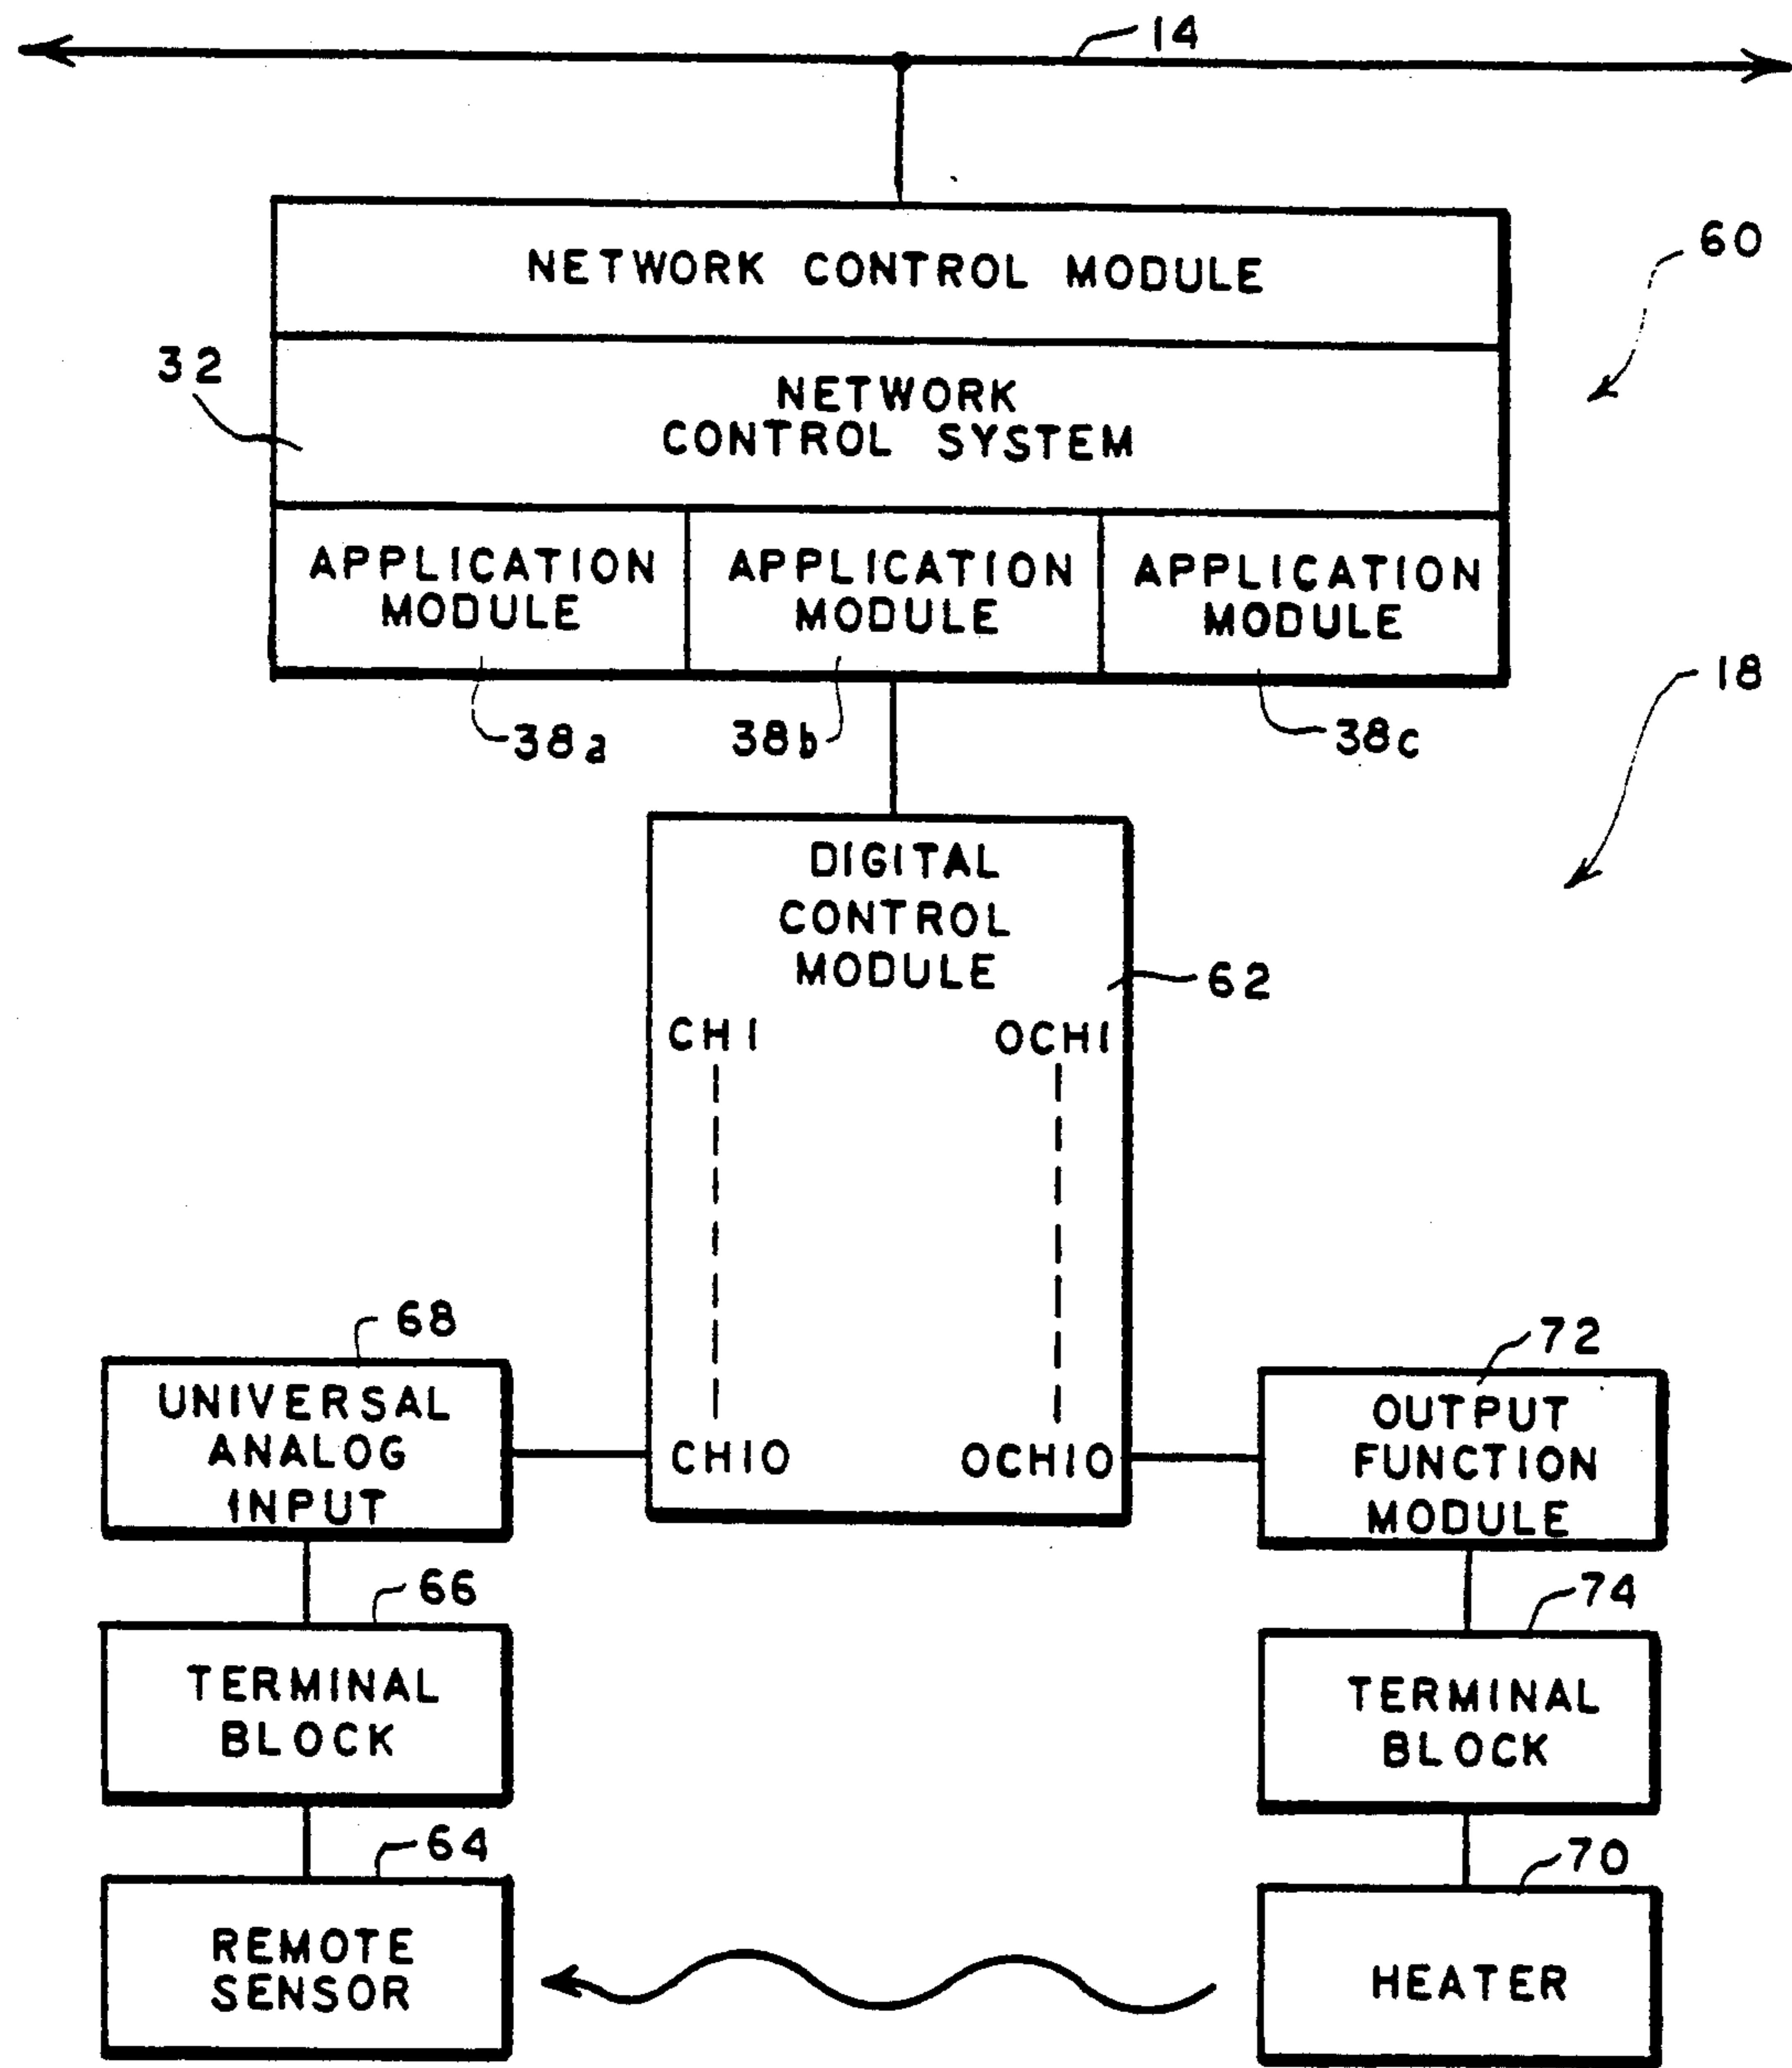 14
NETWORK CONTROL MODULE
60
32
NETWORK
CONTROL SYSTEM
APPLICATION
MODULE
APPLICATION
MODULE
APPLICATION
MODULE
18
38a
38b
38c
DIGITAL
CONTROL
MODULE
62
CH1
OCH1
68
72
UNIVERSAL
ANALOG
INPUT
CH10
OCH10
OUTPUT
FUNCTION
MODULE
66
74
TERMINAL
BLOCK
TERMINAL
BLOCK
64
70
REMOTE
SENSOR
HEATER